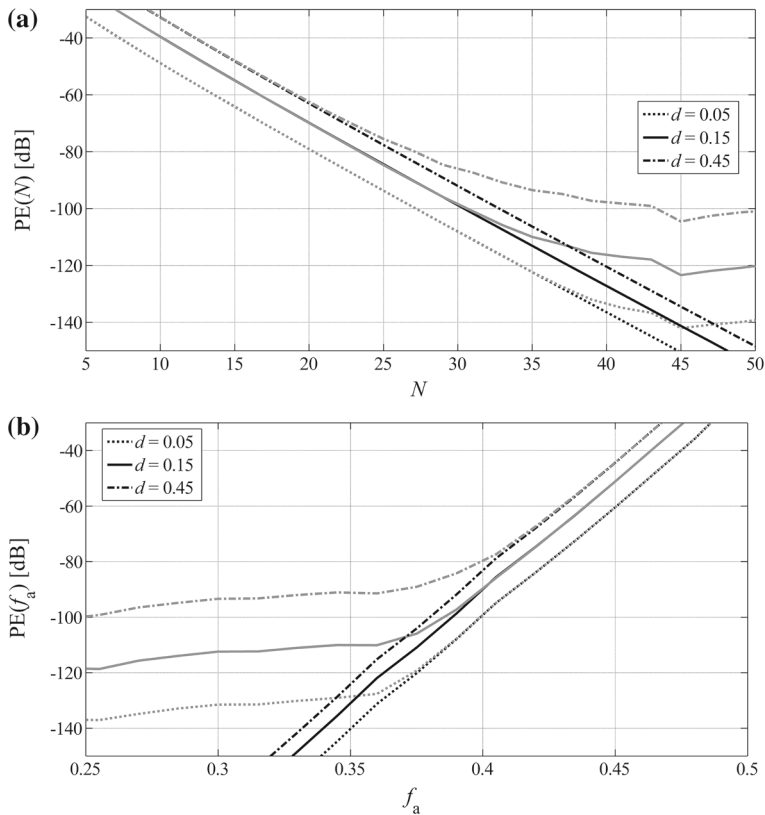 (a)
-40
-60
-80
-100
-120
-140
PE(N) [dB]
d = 0.05
d = 0.15
d = 0.45
5 10 15 20 25 30 35 40 45 50
N
(b)
d = 0.05
d = 0.15
d = 0.45
-40
-60
-80
-100
-120
-140
PE(fa) [dB]
0.25 0.3 0.35 0.4 0.45 0.5
fa